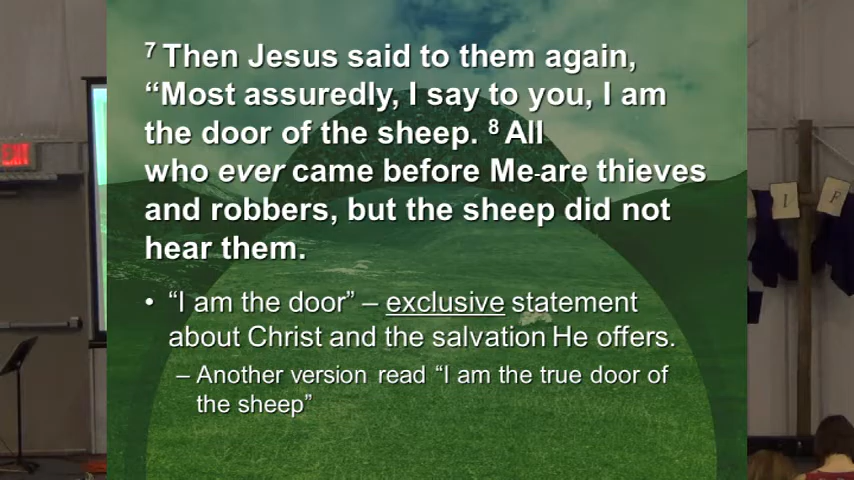 7 Then Jesus said to them again,
“Most assuredly, I say to you, I am
the door of the sheep. 8 All
who ever came before Me-are thieves
and robbers, but the sheep did not
hear them.
• “I am the door” – exclusive statement
about Christ and the salvation He offers.
– Another version read “I am the true door of
the sheep”
EXIT
I F